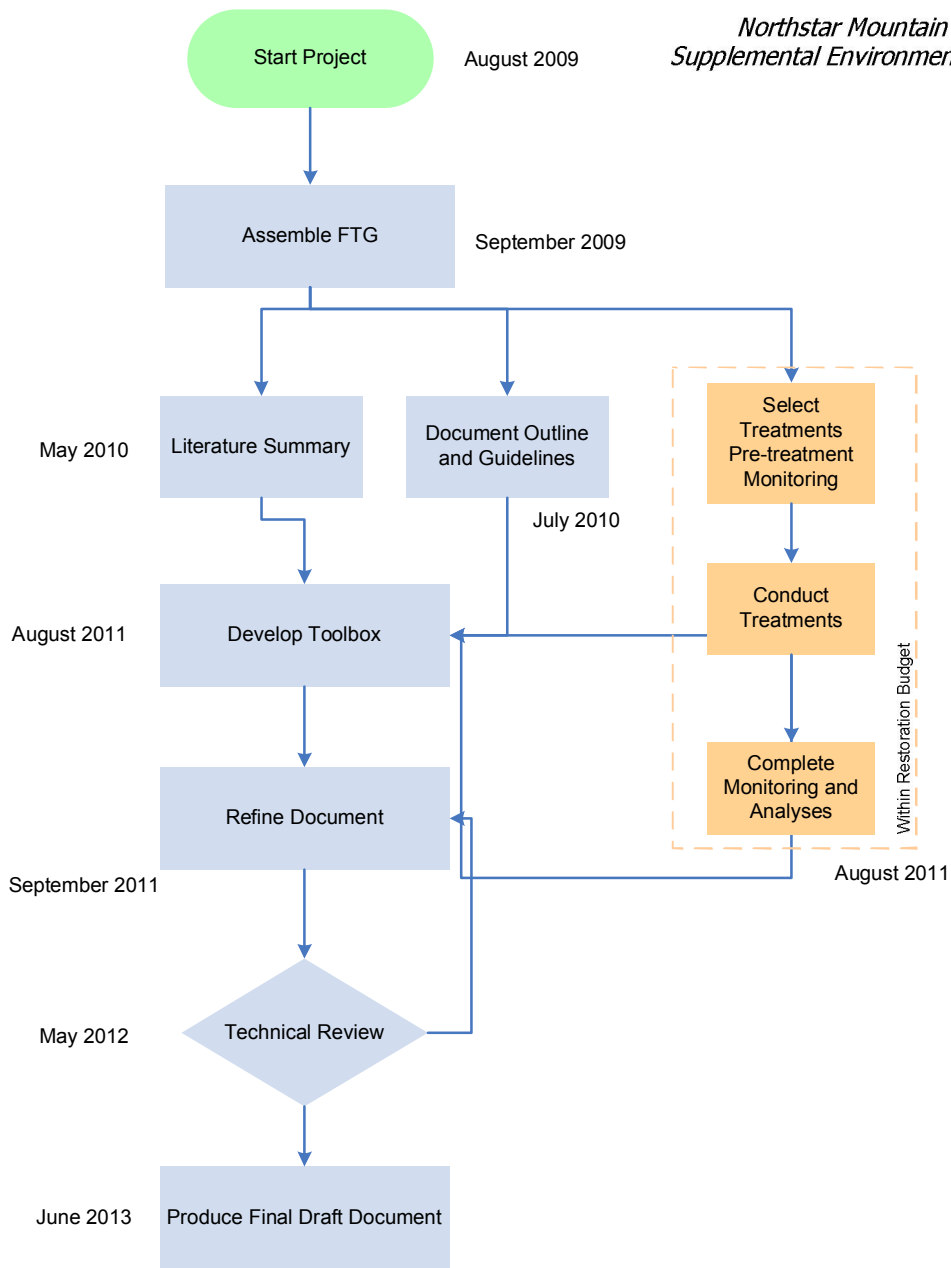 Northstar Mountain
Supplemental Environmen
Start Project
August 2009
Assemble FTG
September 2009
May 2010
Literature Summary
Document Outline
and Guidelines
July 2010
Select
Treatments
Pre-treatment
Monitoring
August 2011
Develop Toolbox
Conduct
Treatments
Refine Document
September 2011
Complete
Monitoring and
Analyses
Within Restoration Budget
August 2011
May 2012
Technical Review
June 2013
Produce Final Draft Document